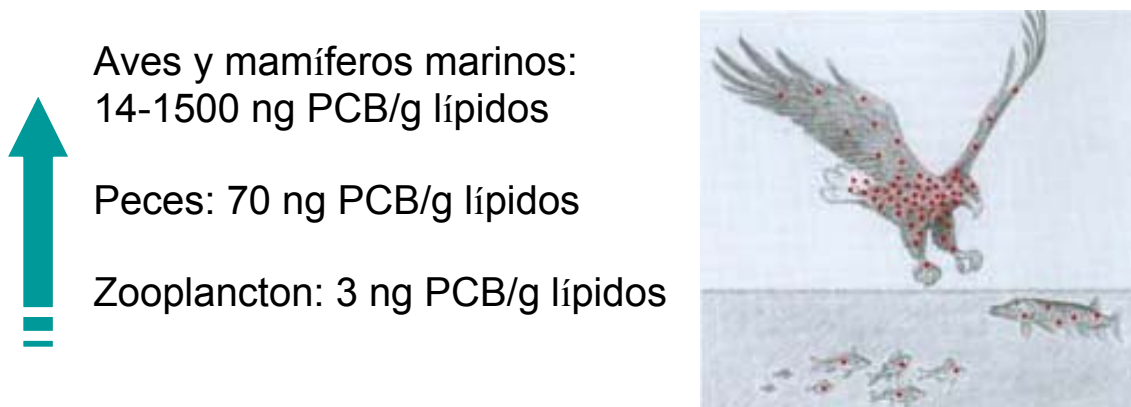 Aves y mamíferos marinos:
14-1500 ng PCB/g lípidos
Peces: 70 ng PCB/g lípidos
Zooplancton: 3 ng PCB/g lípidos